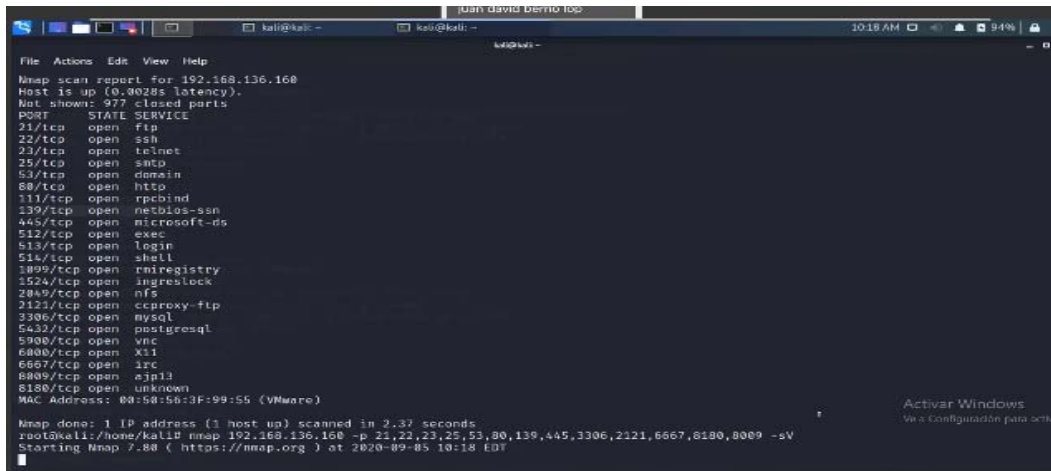 juan david berrio lop
kali@kali: ~
kali@kali: ~
10:18 AM
94%
kali@kali: ~
File Actions Edit View Help
Nmap scan report for 192.168.136.160
Host is up (0.0028s latency).
Not shown: 977 closed ports
PORT STATE SERVICE
21/tcp open ftp
22/tcp open ssh
23/tcp open telnet
25/tcp open smtp
53/tcp open domain
80/tcp open http
111/tcp open rpcbind
139/tcp open netbios-ssn
445/tcp open microsoft-ds
512/tcp open exec
513/tcp open login
514/tcp open shell
1099/tcp open rmiregistry
1524/tcp open ingreslock
2049/tcp open nfs
2121/tcp open ccproxy-ftp
3306/tcp open mysql
5432/tcp open postgresql
5900/tcp open vnc
6000/tcp open X11
6667/tcp open irc
8009/tcp open ajp13
8180/tcp open unknown
MAC Address: 00:50:56:3F:99:55 (VMware)
Nmap done: 1 IP address (1 host up) scanned in 2.37 seconds
root@kali:/home/kali# nmap 192.168.136.160 -p 21,22,23,25,53,80,139,445,3306,2121,6667,8180,8009 -sV
Starting Nmap 7.80 ( https://nmap.org ) at 2020-09-05 10:18 EDT
Activar Windows
Ve a Configuración para acti